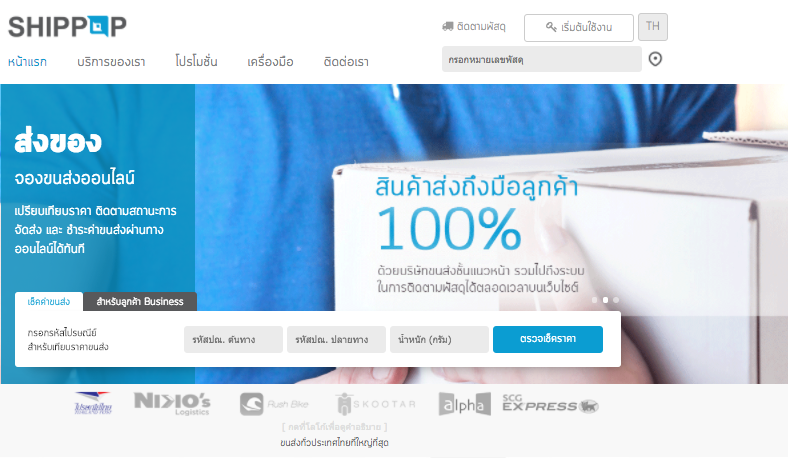 SHIPPOP
ติดตามพัสดุ
เริ่มต้นใช้งาน
TH
หน้าแรก
บริการของเรา
โปรโมชั่น
เครื่องมือ
ติดต่อเรา
กรอกหมายเลขพัสดุ
ส่งของ
จองขนส่งออนไลน์
เปรียบเทียบราคา ติดตามสถานะการ
จัดส่ง และ ชำระค่าขนส่งผ่านทาง
ออนไลน์ได้ทันที
สินค้าส่งถึงมือลูกค้า
100%
ด้วยบริษัทขนส่งชั้นแนวหน้า รวมไปถึงระบบ
ในการติดตามพัสดุได้ตลอดเวลาบนเว็บไซต์
เช็คค่าขนส่ง
สำหรับลูกค้า Business
กรอกรหัสไปรษณีย์
สำหรับเทียบราคาขนส่ง
รหัสปณ. ต้นทาง
รหัสปณ. ปลายทาง
น้ำหนัก (กรัม)
ตรวจเช็คราคา
ไปรษณีย์ไทย
THAILAND POST
NIKO'S
Logistics
Rush Bike
SKOOTAR
alpha
SCG
EXPRESS
[ กดที่โลโก้เพื่อดูคำอธิบาย ]
ขนส่งทั่วประเทศไทยที่ใหญ่ที่สุด